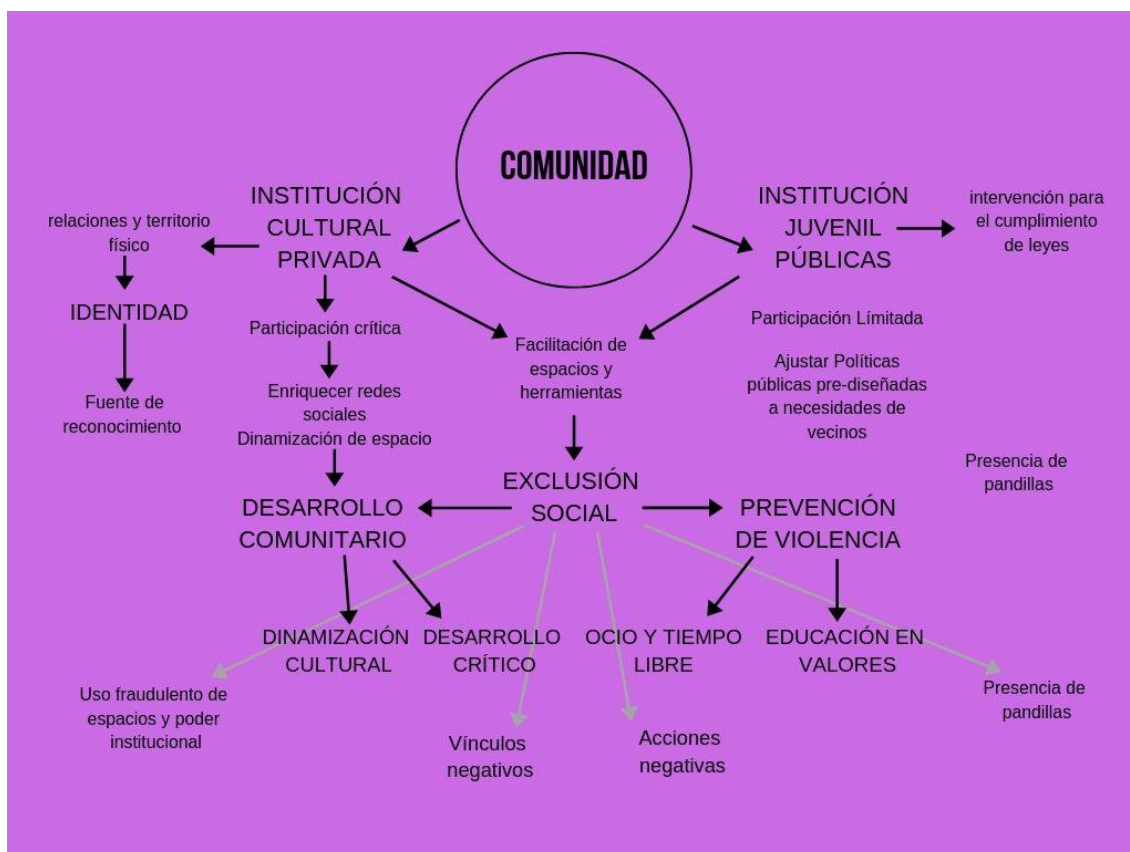 COMUNIDAD
INSTITUCIÓN
CULTURAL
PRIVADA
INSTITUCIÓN
JUVENIL
PÚBLICAS
intervención para
el cumplimiento
de leyes
relaciones y territorio
físico
IDENTIDAD
Fuente de
reconocimiento
Participación crítica
Enriquecer redes
sociales
Dinamización de espacio
Facilitación de
espacios y
herramientas
Participación Límitada
Ajustar Políticas
públicas pre-diseñadas
a necesidades de
vecinos
Presencia de
pandillas
EXCLUSIÓN
SOCIAL
DESARROLLO
COMUNITARIO
PREVENCIÓN
DE VIOLENCIA
DINAMIZACIÓN
CULTURAL
DESARROLLO
CRÍTICO
OCIO Y TIEMPO
LIBRE
EDUCACIÓN EN
VALORES
Uso fraudulento de
espacios y poder
institucional
Vínculos
negativos
Acciones
negativas
Presencia de
pandillas